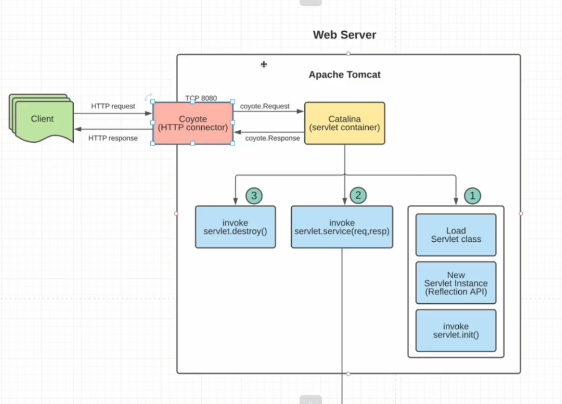 Web Server
Apache Tomcat
TCP 8080
Client
HTTP request
HTTP response
Coyote
(HTTP connector)
coyote.Request
coyote.Response
Catalina
(servlet container)
3
2
1
invoke
servlet.destroy()
invoke
servlet.service(req,resp)
Load
Servlet class
New
Servlet Instance
(Reflection API)
invoke
servlet.init()